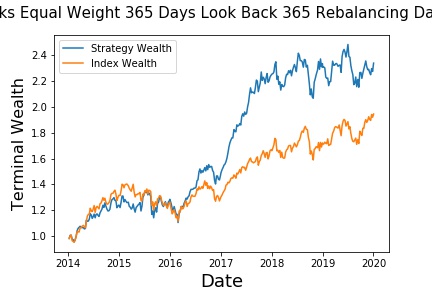 ks Equal Weight 365 Days Look Back 365 Rebalancing Da
Strategy Wealth
Index Wealth
Terminal Wealth
2.4
2.2
2.0
1.8
1.6
1.4
1.2
1.0
2014 2015 2016 2017 2018 2019 2020
Date